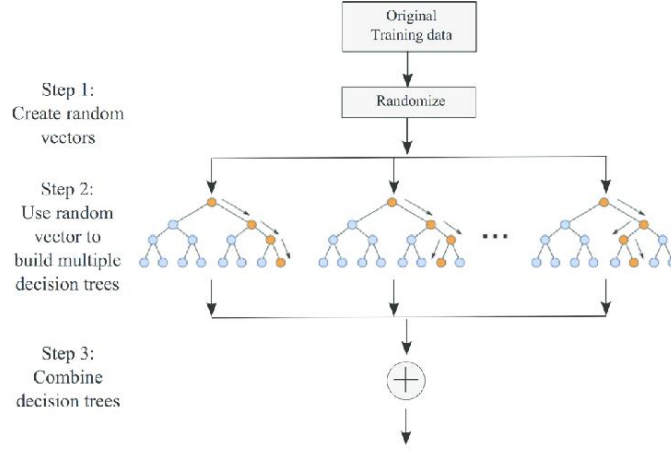 Original
Training data
Step 1:
Create random
vectors
Randomize
Step 2:
Use random
vector to
build multiple
decision trees
...
Step 3:
Combine
decision trees
+